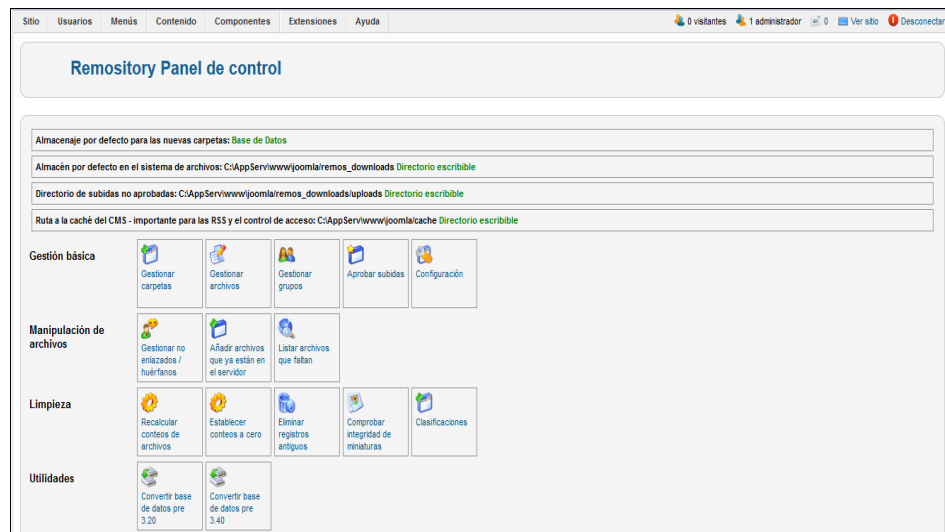 Sitio Usuarios Menús Contenido Componentes Extensiones Ayuda 0 visitantes 1 administrador 0 Ver sitio Desconectar
Remository Panel de control
Almacenaje por defecto para las nuevas carpetas: Base de Datos
Almacén por defecto en el sistema de archivos: C:\AppServ\www\joomla/remos_downloads Directorio escribible
Directorio de subidas no aprobadas: C:\AppServ\www\joomla/remos_downloads/uploads Directorio escribible
Ruta a la caché del CMS - importante para las RSS y el control de acceso: C:\AppServ\www\joomla/cache Directorio escribible
Gestión básica
Gestionar
carpetas
Gestionar
archivos
Gestionar
grupos
Aprobar subidas
Configuración
Manipulación de
archivos
Gestionar no
enlazados /
huérfanos
Añadir archivos
que ya están en
el servidor
Listar archivos
que faltan
Limpieza
Recalcular
conteos de
archivos
Establecer
conteos a cero
Eliminar
registros
antiguos
Comprobar
integridad de
miniaturas
Clasificaciones
Utilidades
Convertir base
de datos pre
3.20
Convertir base
de datos pre
3.40